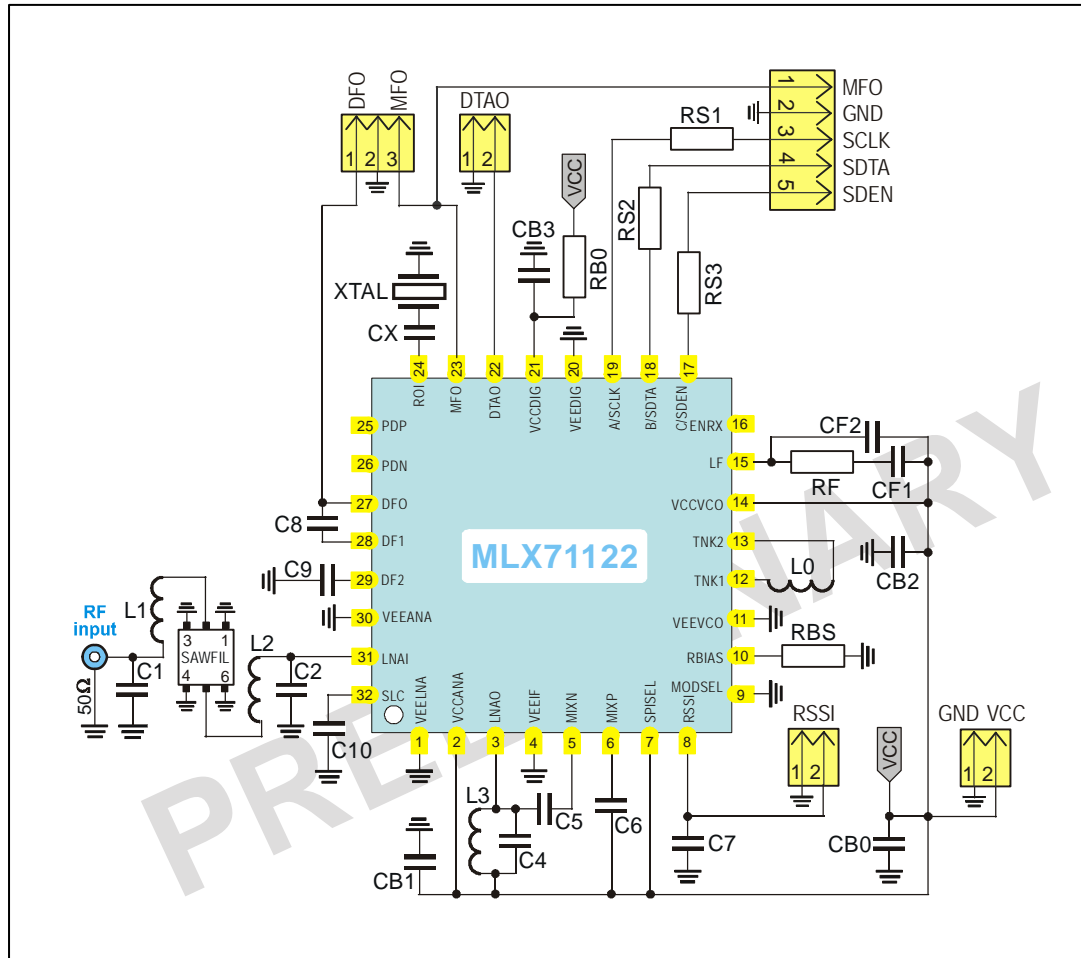 DFO
MFO
DTAO
1 2 3
1 2
1 MFO
2 GND
3 SCLK
4 SDTA
5 SDEN
RS1
VCC
RS2
CB3
RB0
RS3
XTAL
CX
24 23 22 21 20 19 18 17
ROI MFO DTAO VCCDIG VEEDIG A/SCLK B/SDTA C/SDEN
25 PDP
26 PDN
27 DFO
28 DF1
29 DF2
30 VEEANA
31 LNAI
32 SLC
ENRX 16
LF 15
VCCVCO 14
TNK2 13
TNK1 12
VEEVCO 11
RBIAS 10
MODSEL 9
MLX71122
CF2
RF
CF1
L0
CB2
RBS
C8
C9
L1
RF
input
50Ω
C1
3 1
SAWFIL
4 6
L2
C2
C10
VEELNA VCCANA LNAO VEEIF MIXN MIXP SPISEL RSSI
1 2 3 4 5 6 7 8
RSSI
1 2
VCC
GND VCC
1 2
L3
C5
C4
C6
C7
CB0
CB1
PRELIMINARY